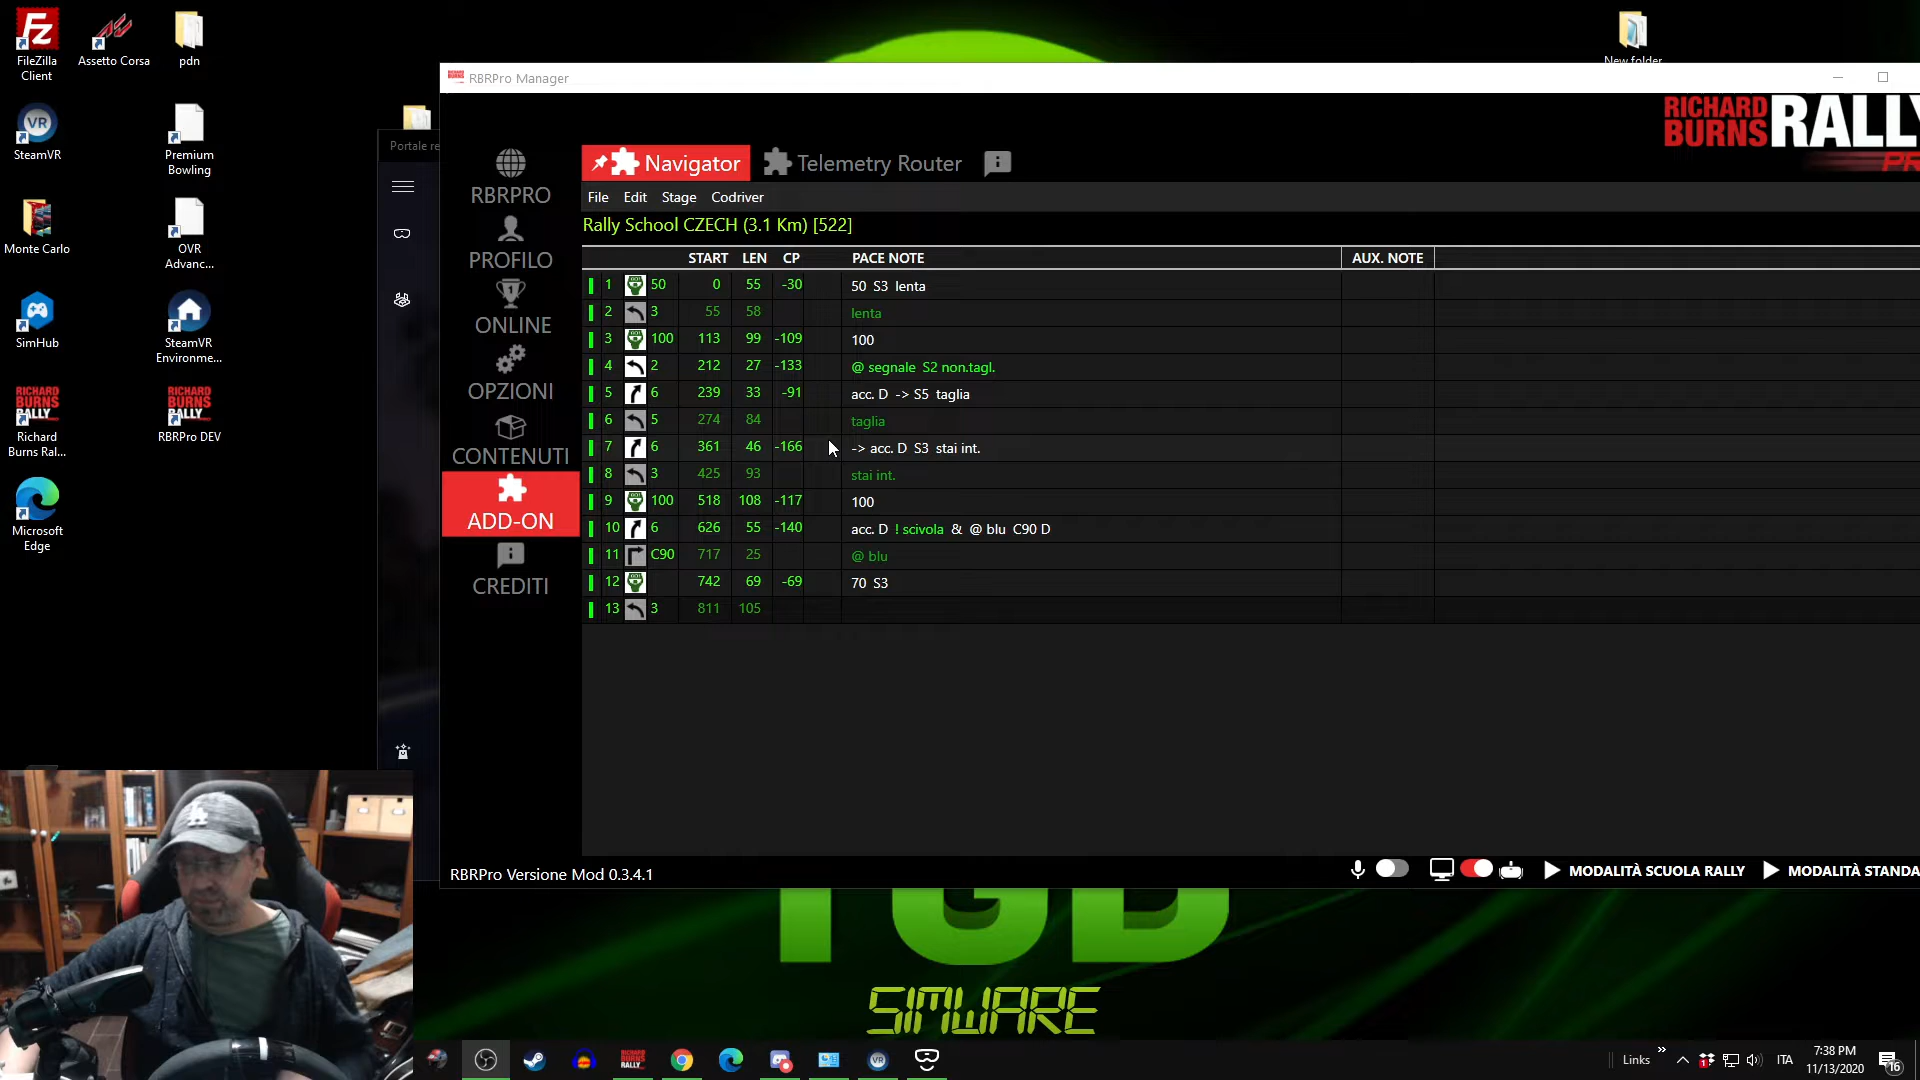 FileZilla
Client
Assetto Corsa
pdn
New folder
SteamVR
Premium
Bowling
Monte Carlo
OVR
Advanc...
SimHub
SteamVR
Environme...
Richard
Burns Ral...
RBRPro DEV
Microsoft
Edge
Portale re
RBRPro Manager
RICHARD
BURNS
RALLY
RBRPRO
PROFILO
ONLINE
OPZIONI
CONTENUTI
ADD-ON
CREDITI
Navigator
Telemetry Router
File Edit Stage Codriver
Rally School CZECH (3.1 Km) [522]
START LEN CP PACE NOTE AUX. NOTE
1 50 0 55 -30 50 S3 lenta
2 3 55 58 lenta
3 100 113 99 -109 100
4 2 212 27 -133 @ segnale S2 non.tagl.
5 6 239 33 -91 acc. D -> S5 taglia
6 5 274 84 taglia
7 6 361 46 -166 -> acc. D S3 stai int.
8 3 425 93 stai int.
9 100 518 108 -117 100
10 6 626 55 -140 acc. D ! scivola & @ blu C90 D
11 C90 717 25 @ blu
12 742 69 -69 70 S3
13 3 811 105
RBRPro Versione Mod 0.3.4.1
MODALITÀ SCUOLA RALLY
MODALITÀ STANDA
TGD
SIMWARE
Links
ITA
7:38 PM
11/13/2020
16